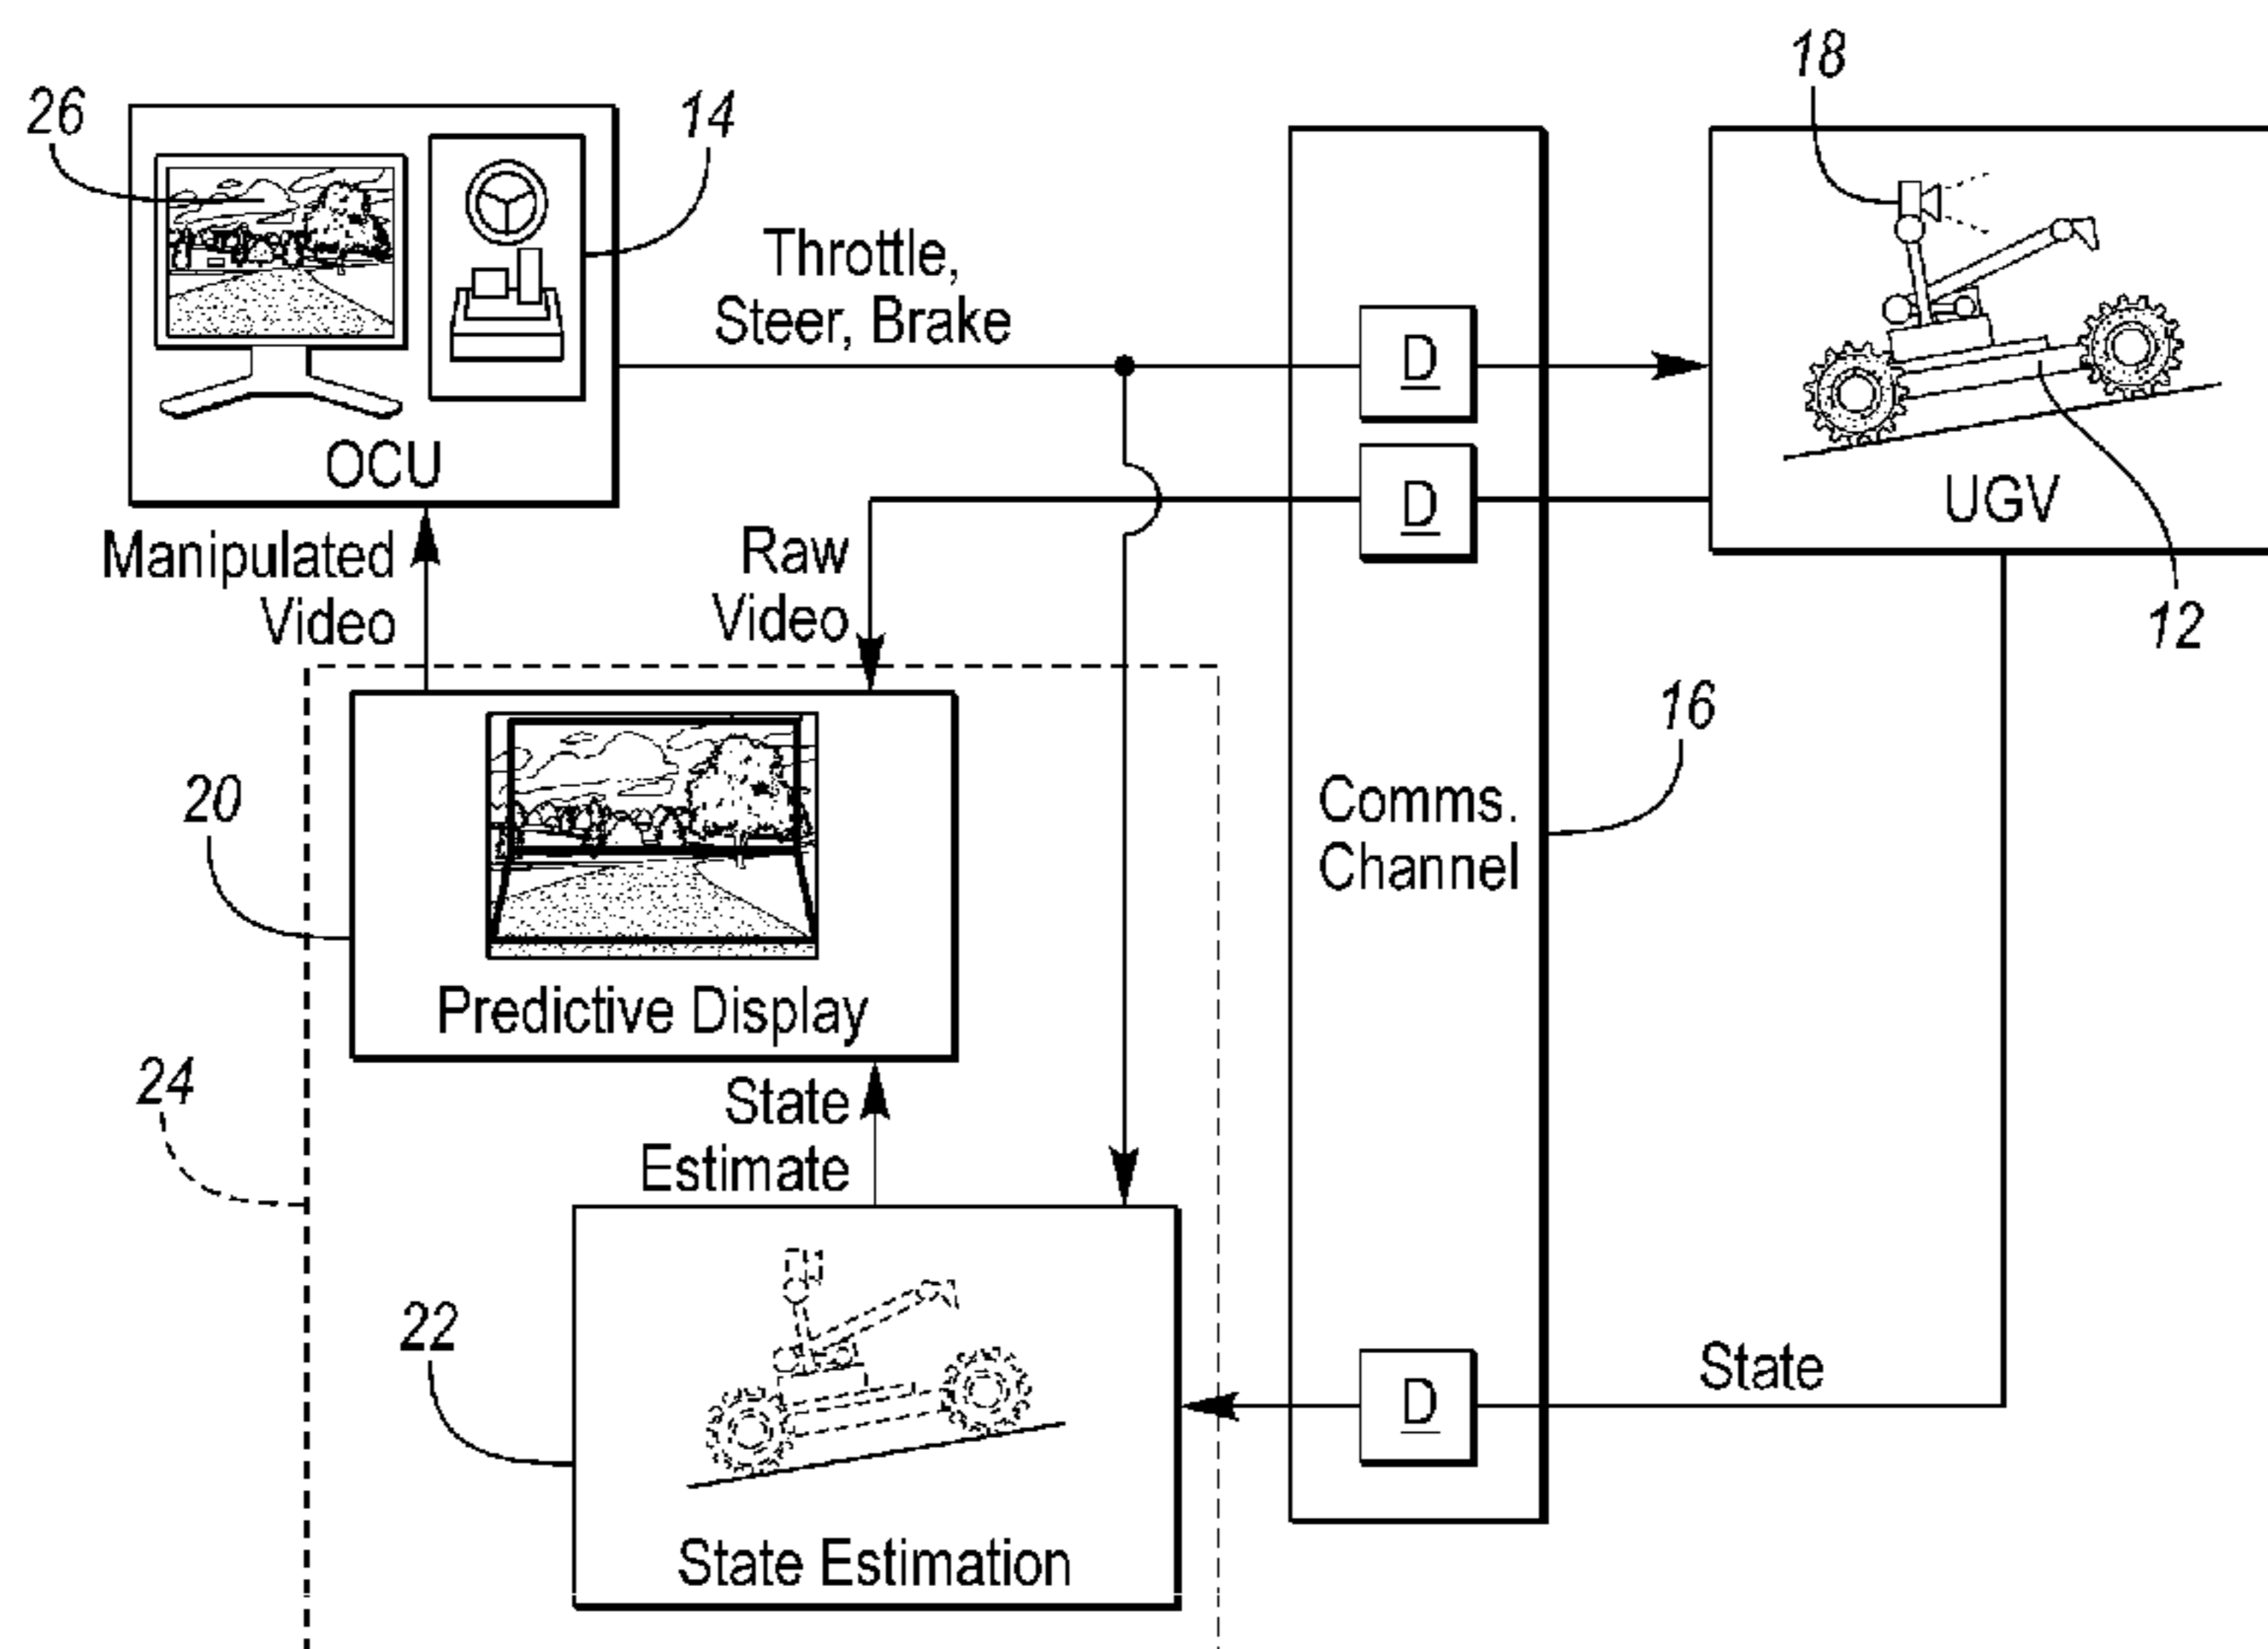 18
26
14
Throttle,
Steer, Brake
D
OCU
D
UGV
Manipulated
Video
Raw
Video
12
16
20
Comms.
Channel
Predictive Display
24
State
Estimate
22
State
D
State Estimation